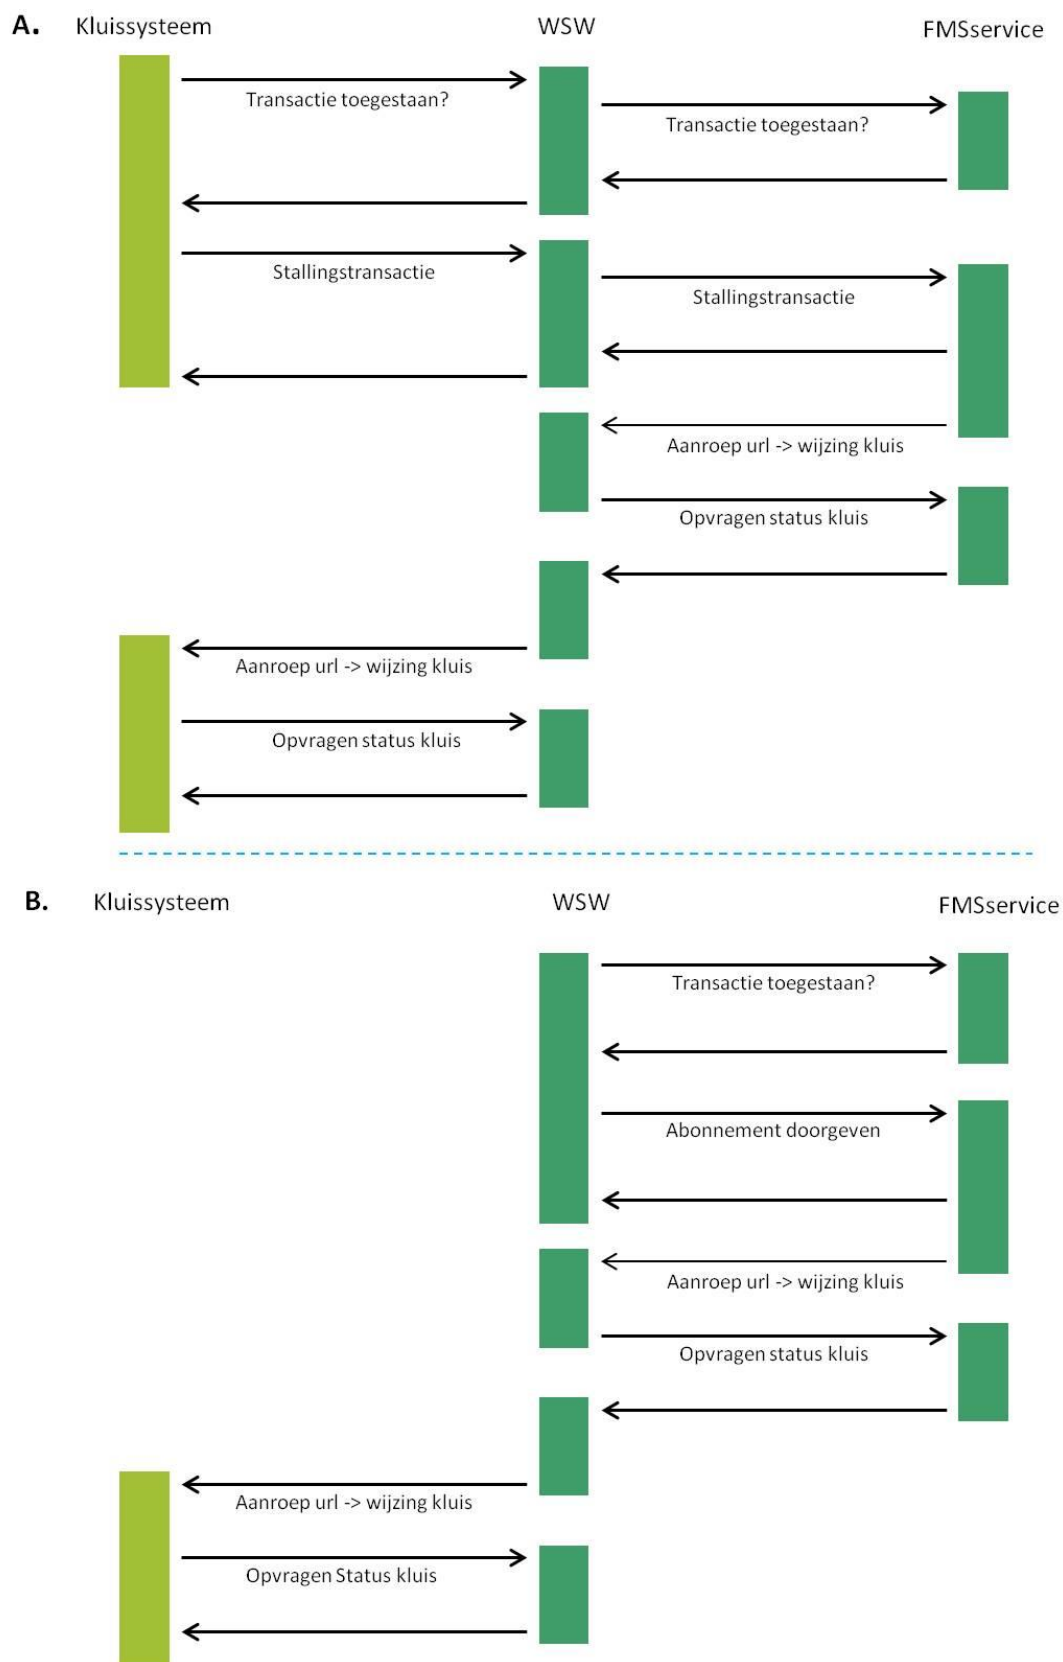 A. Kluissysteem WSW FMSservice
Transactie toegestaan?
Transactie toegestaan?
Stallingstransactie
Stallingstransactie
Aanroep url -> wijzing kluis
Opvragen status kluis
Aanroep url -> wijzing kluis
Opvragen status kluis
B. Kluissysteem WSW FMSservice
Transactie toegestaan?
Abonnement doorgeven
Aanroep url -> wijzing kluis
Opvragen status kluis
Aanroep url -> wijzing kluis
Opvragen Status kluis